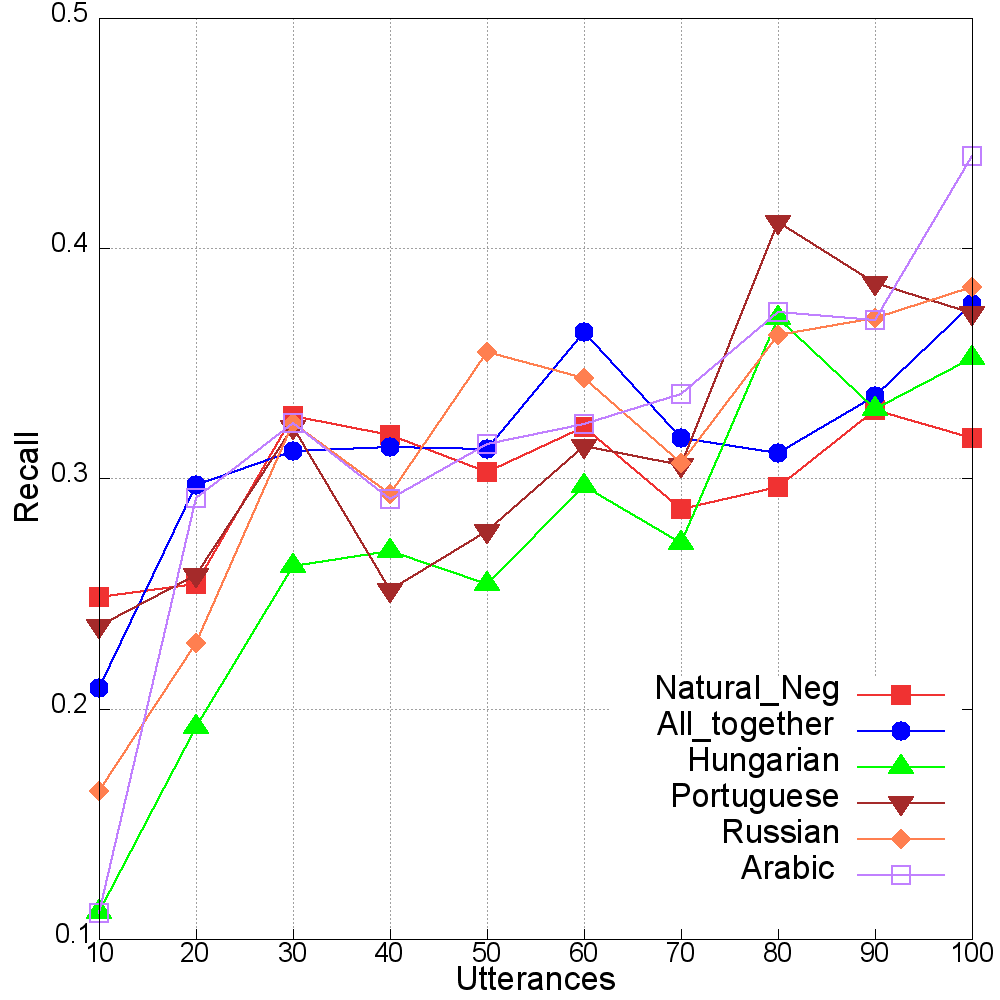 0.5
0.4
0.3
0.2
0.1
Recall
Natural_Neg
All_together
Hungarian
Portuguese
Russian
Arabic
10 20 30 40 50 60 70 80 90 100
Utterances